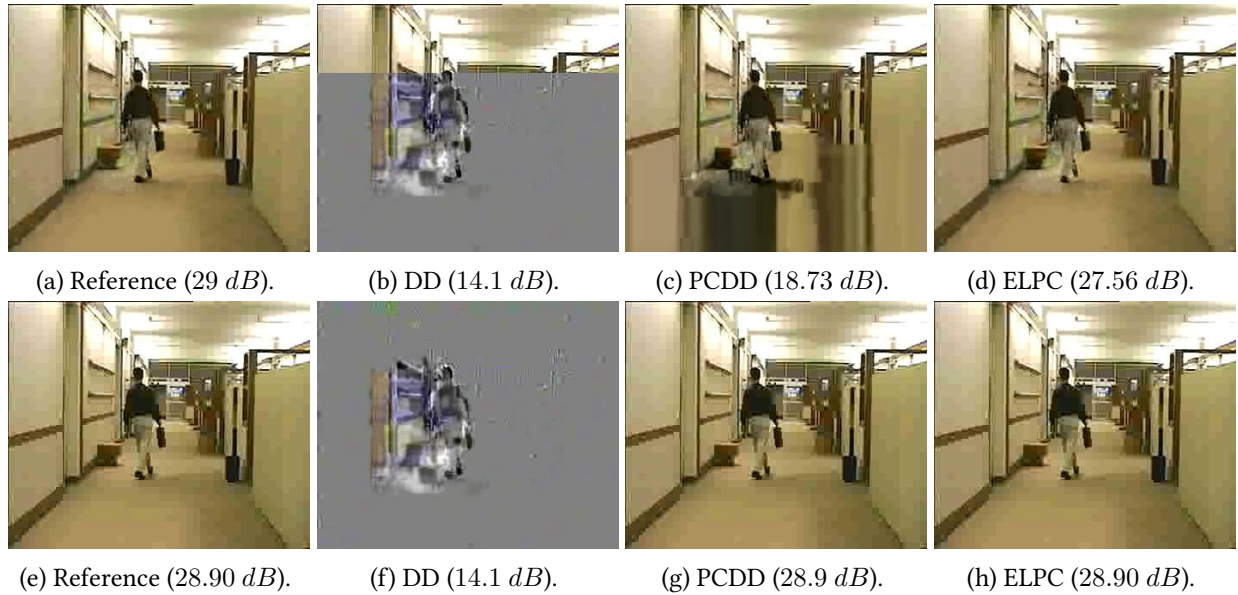 (a) Reference (29 dB).
(b) DD (14.1 dB).
(c) PCDD (18.73 dB).
(d) ELPC (27.56 dB).
(e) Reference (28.90 dB).
(f) DD (14.1 dB).
(g) PCDD (28.9 dB).
(h) ELPC (28.90 dB).